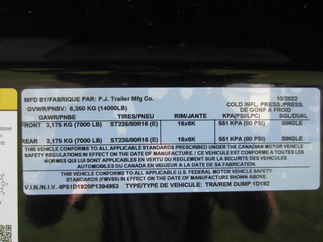 MFD BY/FABRIQUE PAR: P.J. Trailer Mfg Co. 10/2022
GVWR/PNBV: 6,350 KG (14000LB) COLD INFL. PRESS./PRESS. DE GONF A FROID
GAWR/PNBE TIRES/PNEU RIM/JANTE KPA(PSI/LPC) SGL/DUAL
FRONT 3,175 KG (7000 LB) ST235/80R16 (E) 16x6K 551 KPA (80 PSI) SINGLE
REAR 3,175 KG (7000 LB) ST235/80R16 (E) 16x6K 551 KPA (80 PSI) SINGLE
THIS VEHICLE CONFORMS TO ALL APPLICABLE STANDARDS PRESCRIBED UNDER THE CANADIAN MOTOR VEHICLE
SAFETY REGULATIONS IN EFFECT ON THE DATE OF MANUFACTURE / CE VEHICULE EST CONFORME A TOUTES LES
NORMES QUI LUI SONT APPLICABLES EN VERTU DU REGLEMENT SUR LA SECURITE DES VEHICULES
AUTOMOBILES DU CANADA EN VIGUEUR A LA DATE DE SA FABRICATION
THIS VEHICLE CONFORMS TO ALL APPLICABLE U.S. FEDERAL MOTOR VEHICLE SAFETY
STANDARDS (FMVSS) IN EFFECT ON THE DATE OF MANUFACTURE SHOWN ABOVE.
V.I.N./N.I.V. TYPE/TYPE DE VEHICULE: TRA/REM DUMP